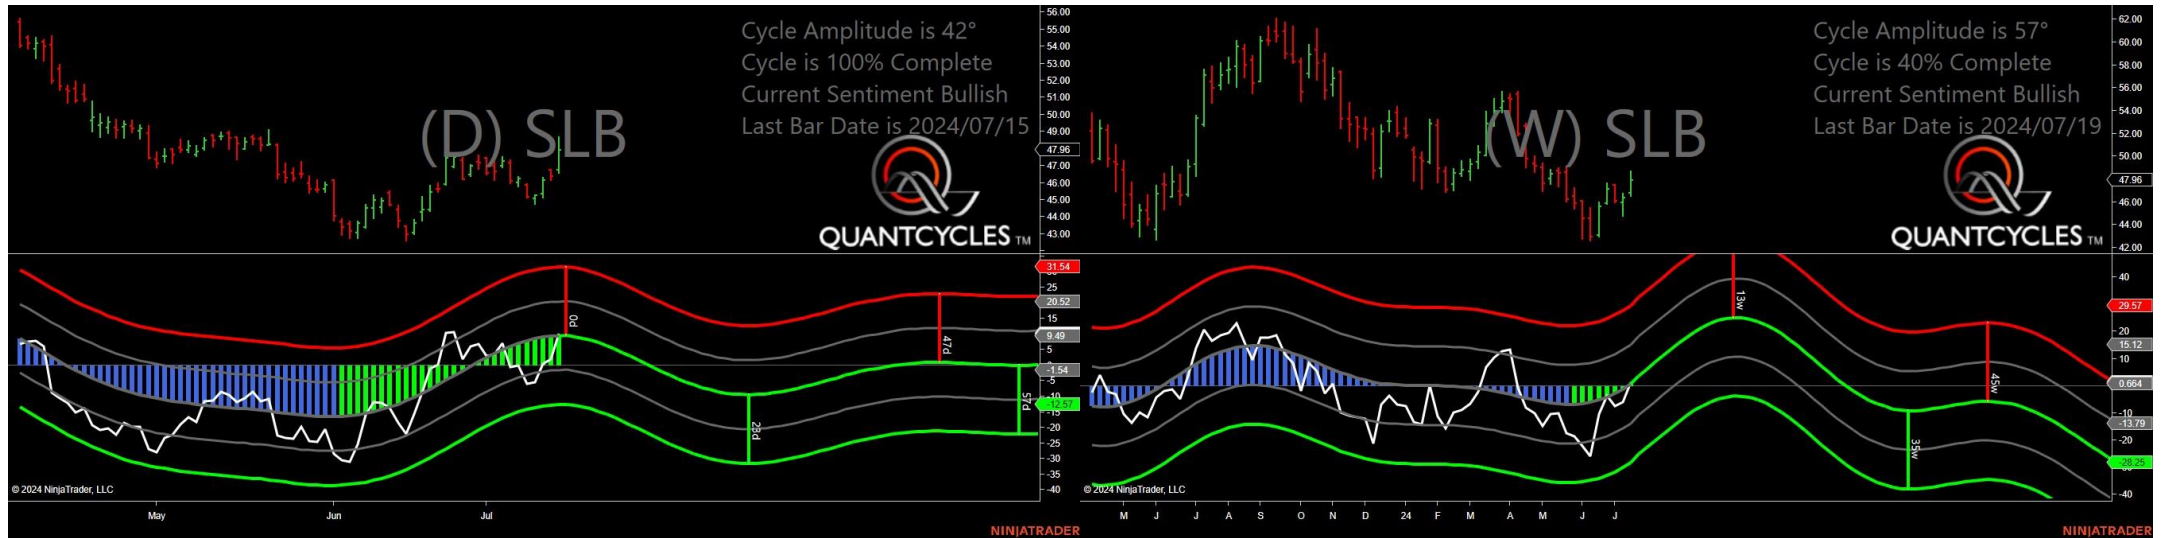 Cycle Amplitude is 42°
Cycle is 100% Complete
Current Sentiment Bullish
Last Bar Date is 2024/07/15
(D) SLB
QUANTCYCLES TM
56.00
55.00
54.00
53.00
52.00
51.00
50.00
49.00
47.96
47.00
46.00
45.00
44.00
43.00
31.54
25
20.52
15
9.49
5
-1.54
-5
-12.57
-15
-20
-25
-30
-35
-40
0d
23d
47d
57d
© 2024 NinjaTrader, LLC
May Jun Jul
NINJATRADER
Cycle Amplitude is 57°
Cycle is 40% Complete
Current Sentiment Bullish
Last Bar Date is 2024/07/19
(W) SLB
QUANTCYCLES TM
62.00
60.00
58.00
56.00
54.00
52.00
50.00
47.96
46.00
44.00
42.00
40
29.57
20
15.12
10
0.664
-10
-13.79
-20
-28.25
-40
13w
35w
45w
© 2024 NinjaTrader, LLC
M J J A S O N D 24 F M A M J J
NINJATRADER